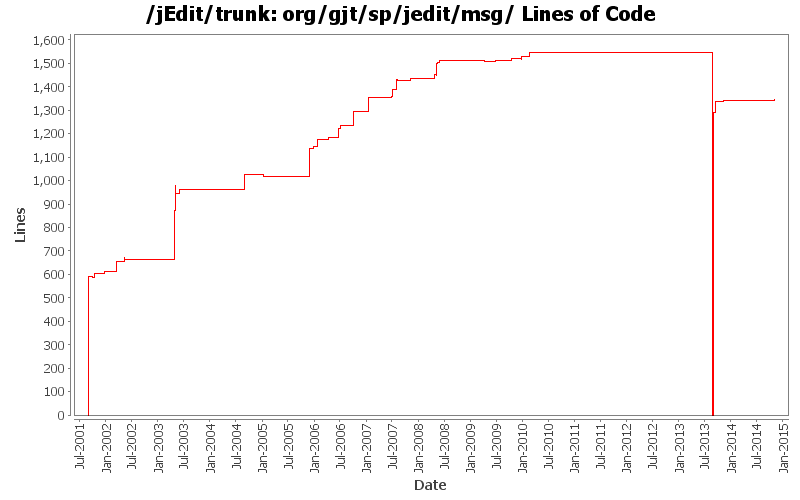 /jEdit/trunk: org/gjt/sp/jedit/msg/ Lines of Code
1,600
1,500
1,400
1,300
1,200
1,100
1,000
900
800
700
600
500
400
300
200
100
0
Lines
Jul-2001
Jan-2002
Jul-2002
Jan-2003
Jul-2003
Jan-2004
Jul-2004
Jan-2005
Jul-2005
Jan-2006
Jul-2006
Jan-2007
Jul-2007
Jan-2008
Jul-2008
Jan-2009
Jul-2009
Jan-2010
Jul-2010
Jan-2011
Jul-2011
Jan-2012
Jul-2012
Jan-2013
Jul-2013
Jan-2014
Jul-2014
Jan-2015
Date